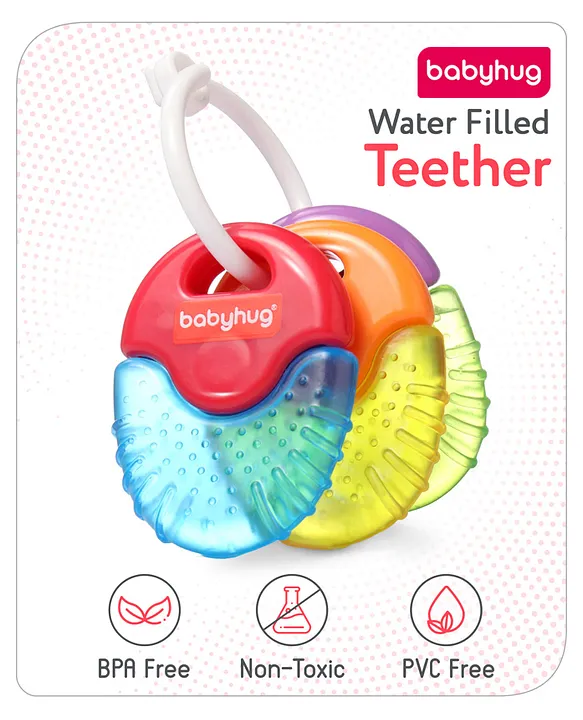 babyhug
Water Filled
Teether
babyhug®
BPA Free
Non-Toxic
PVC Free